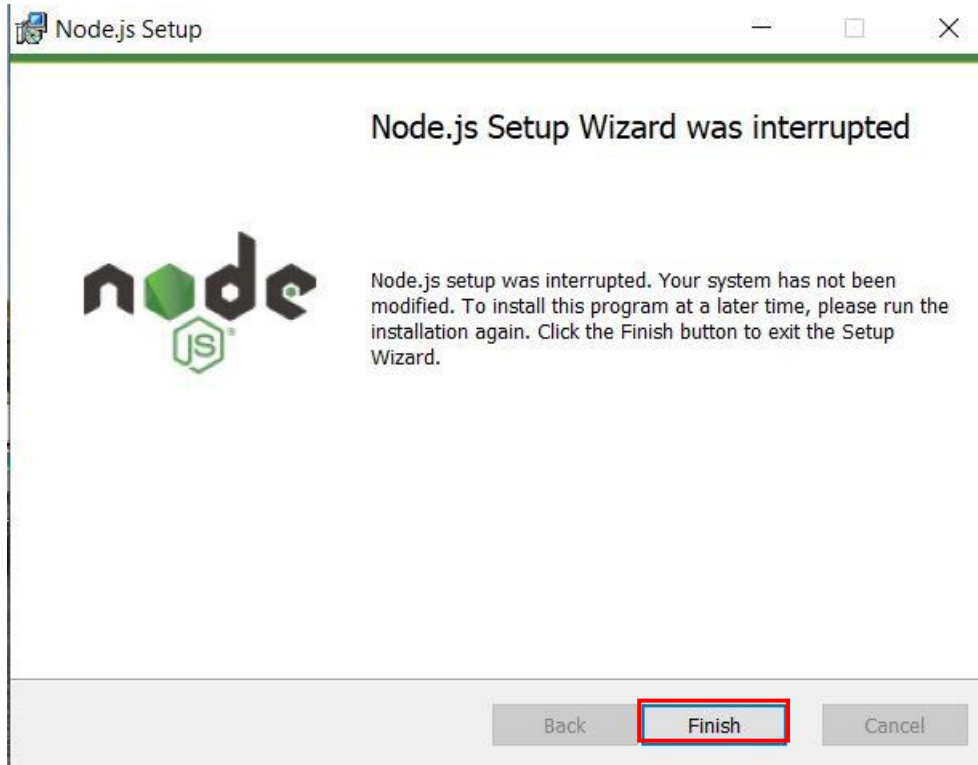 Node.js Setup
Node.js Setup Wizard was interrupted
node
JS
Node.js setup was interrupted. Your system has not been
modified. To install this program at a later time, please run the
installation again. Click the Finish button to exit the Setup
Wizard.
Back Finish Cancel